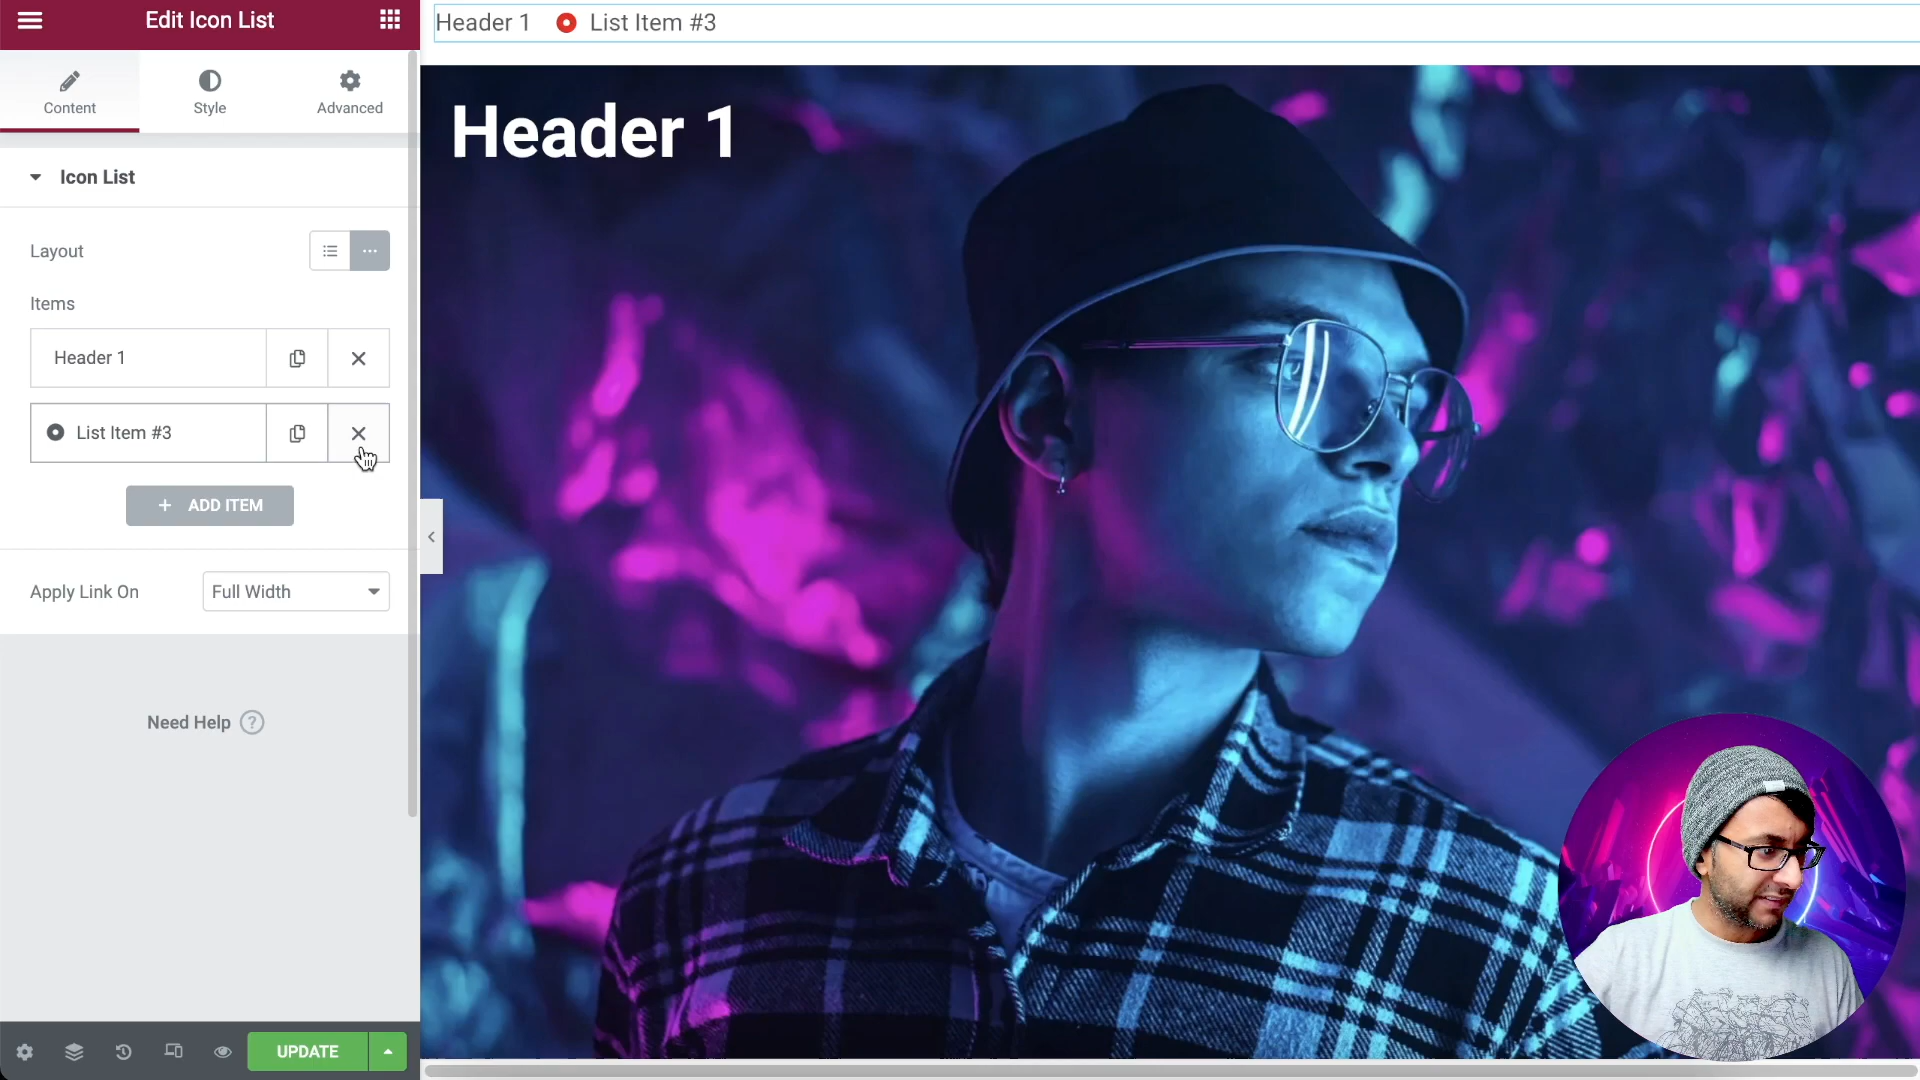 Edit Icon List
Header 1
List Item #3
Content
Style
Advanced
Header 1
Icon List
Layout
Items
Header 1
List Item #3
+ ADD ITEM
Apply Link On
Full Width
Need Help ?
UPDATE